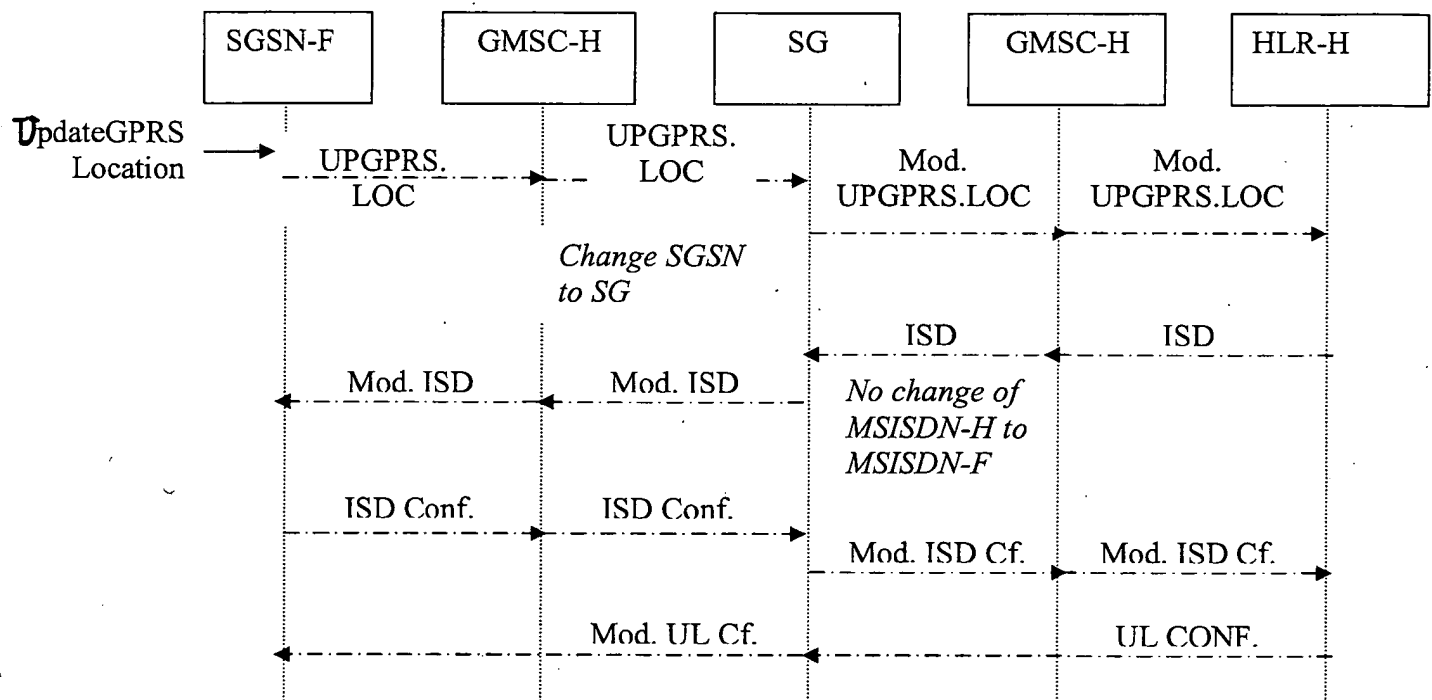 SGSN-F
GMSC-H
SG
GMSC-H
HLR-H
UpdateGPRS
Location
UPGPRS.
LOC
UPGPRS.
LOC
Mod.
UPGPRS.LOC
Mod.
UPGPRS.LOC
Change SGSN
to SG
ISD
ISD
Mod. ISD
Mod. ISD
No change of
MSISDN-H to
MSISDN-F
ISD Conf.
ISD Conf.
Mod. ISD Cf.
Mod. ISD Cf.
Mod. UL Cf.
UL CONF.